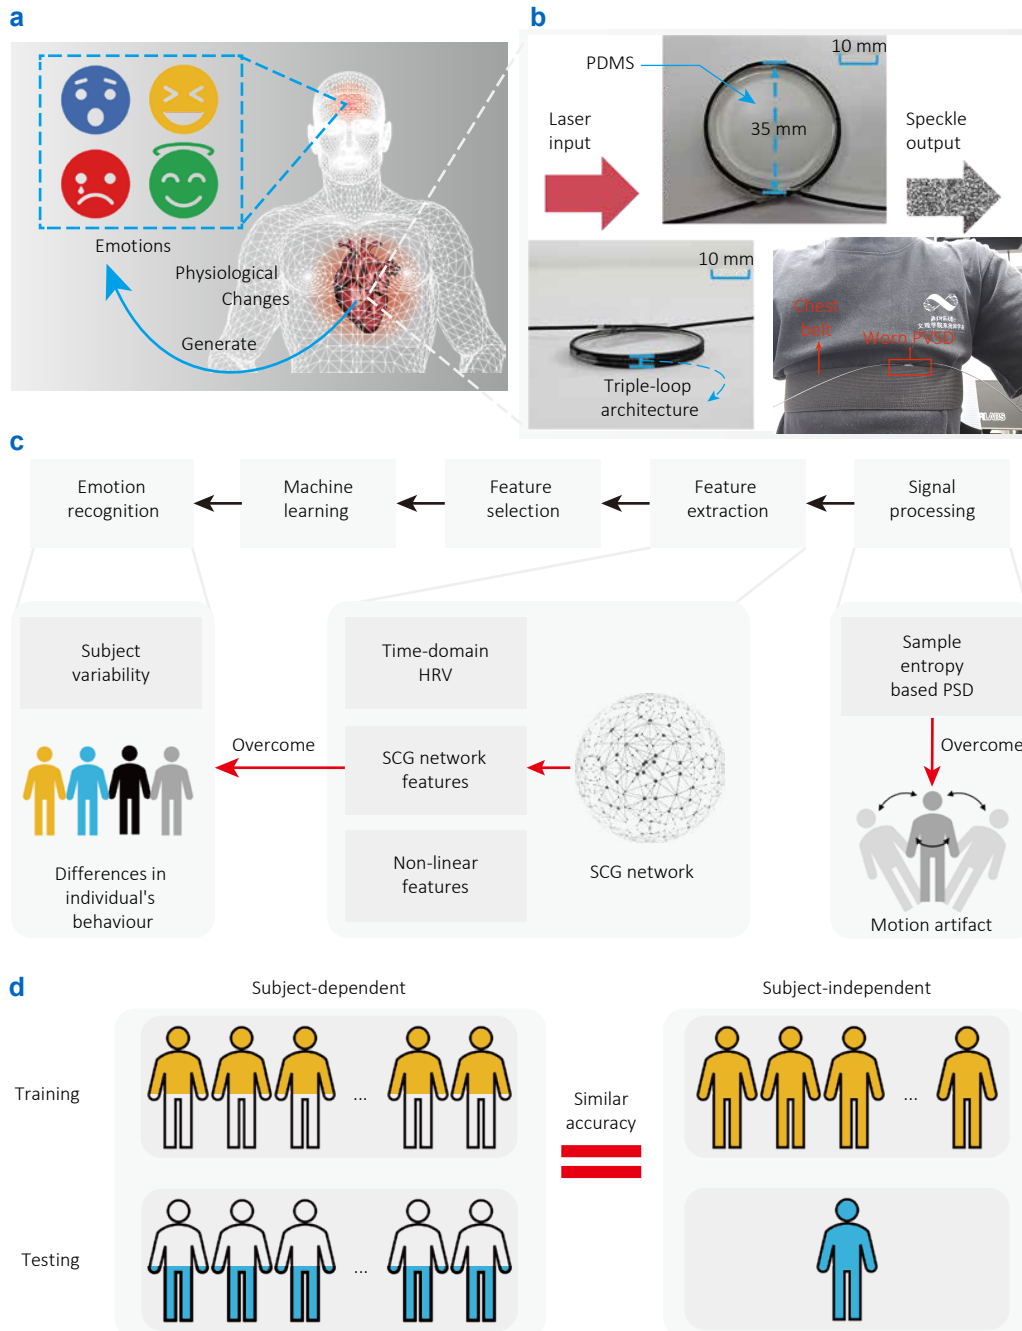 a
Emotions
Physiological
Changes
Generate
b
10 mm
PDMS
35 mm
Laser
input
Speckle
output
10 mm
Triple-loop
architecture
Chest
belt
Worn PVSD
c
Emotion
recognition
Machine
learning
Feature
selection
Feature
extraction
Signal
processing
Subject
variability
Differences in
individual's
behaviour
Overcome
Time-domain
HRV
SCG network
features
Non-linear
features
SCG network
Sample
entropy
based PSD
Overcome
Motion artifact
d
Subject-dependent
Subject-independent
Training
...
Similar
accuracy
...
Testing
...